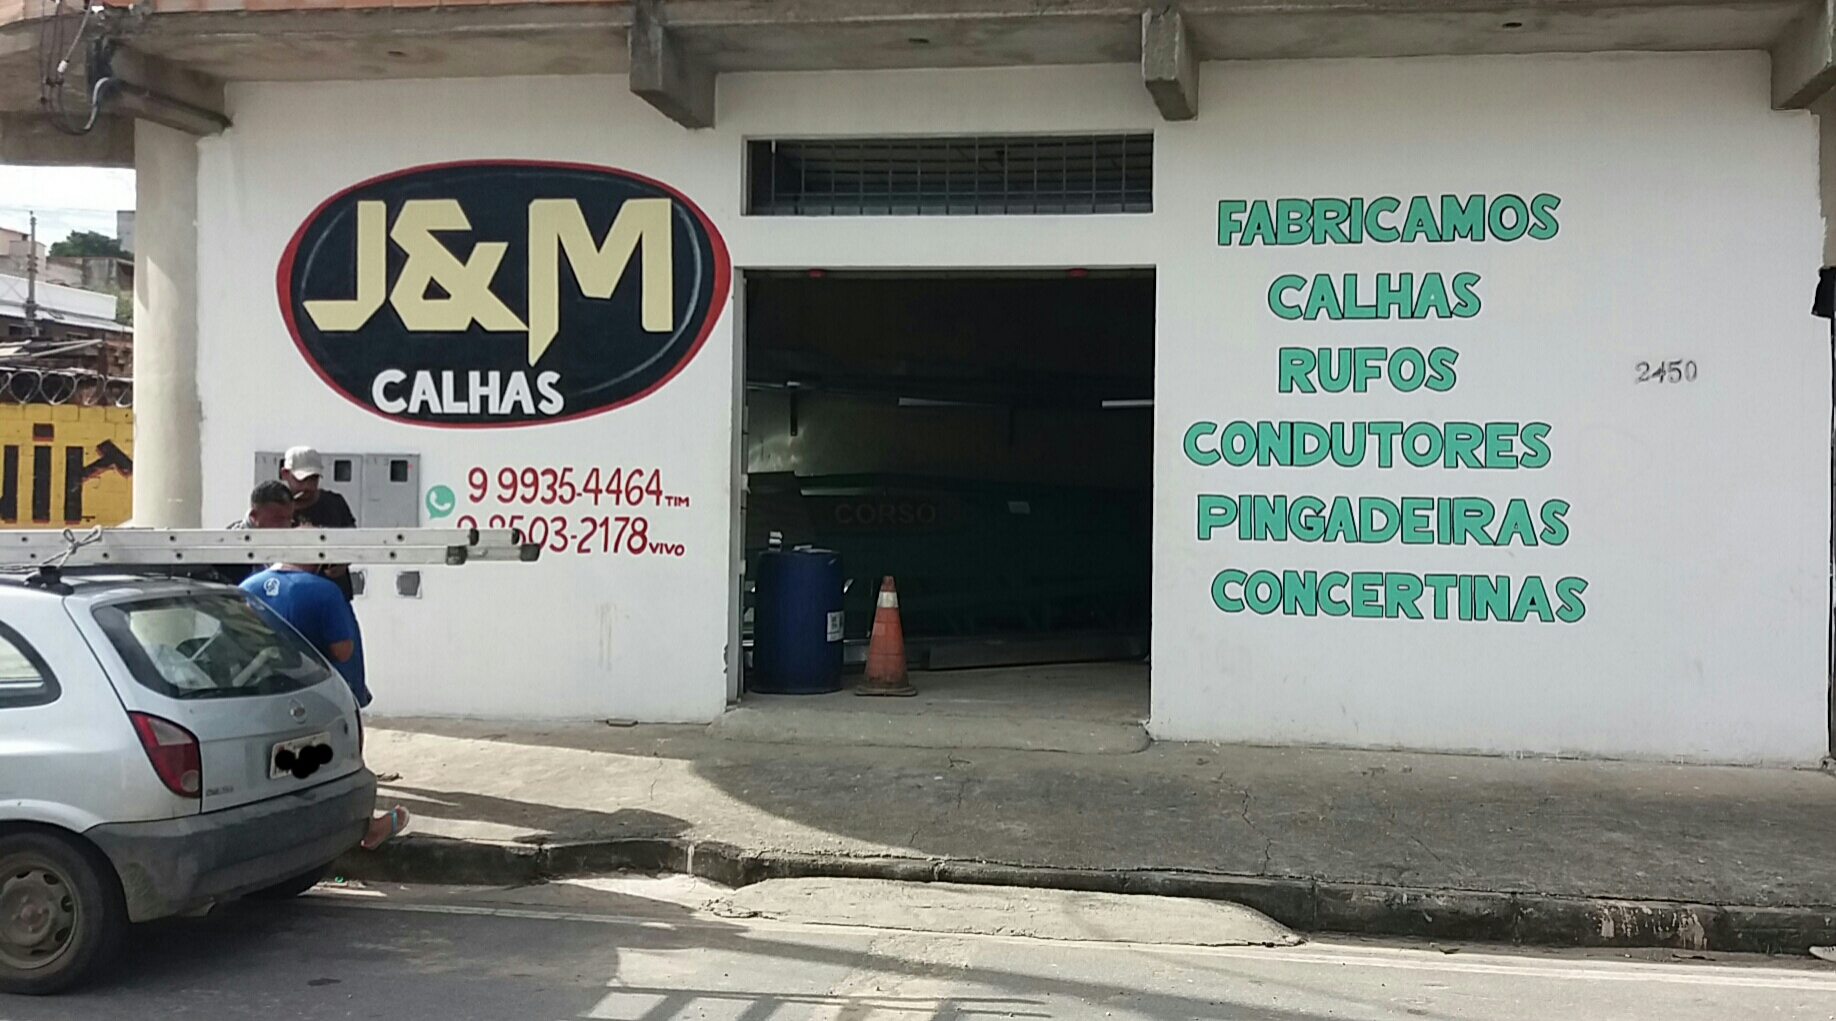 J&M
CALHAS
9 9935-4464 TIM
9 8503-2178 VIVO
FABRICAMOS
CALHAS
RUFOS
CONDUTORES
PINGADEIRAS
CONCERTINAS
2450
CORSO